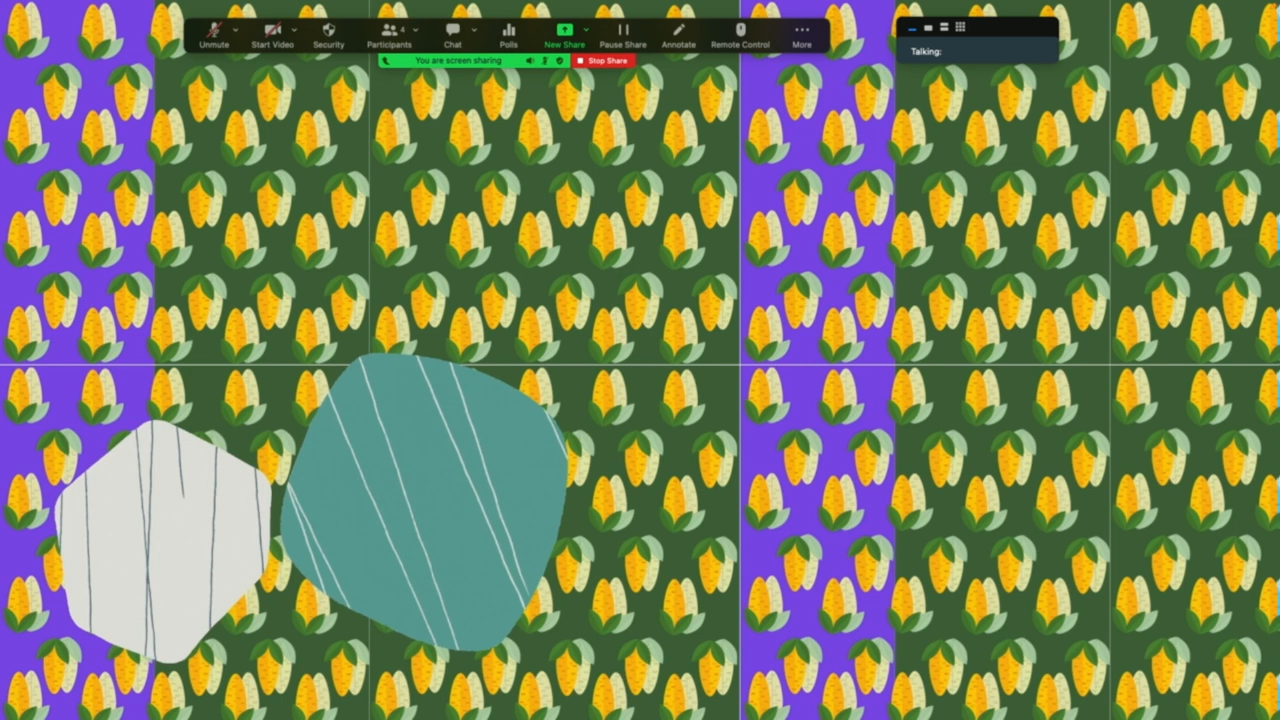 Unmute
Start Video
Security
Participants 4
Chat
Polls
New Share
Pause Share
Annotate
Remote Control
More
You are screen sharing
Stop Share
Talking: